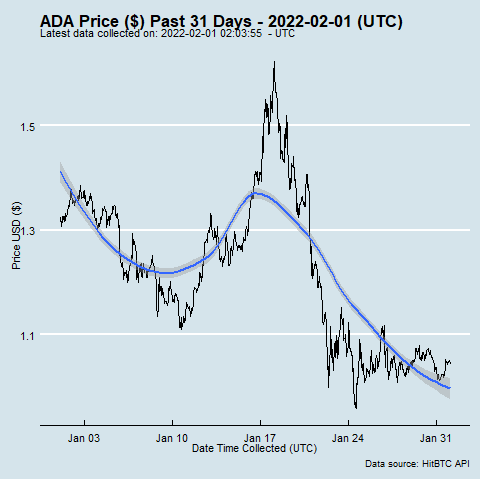 ADA Price ($) Past 31 Days - 2022-02-01 (UTC)
Latest data collected on: 2022-02-01 02:03:55 - UTC
Price USD ($)
1.5
1.3
1.1
Jan 03 Jan 10 Jan 17 Jan 24 Jan 31
Date Time Collected (UTC)
Data source: HitBTC API